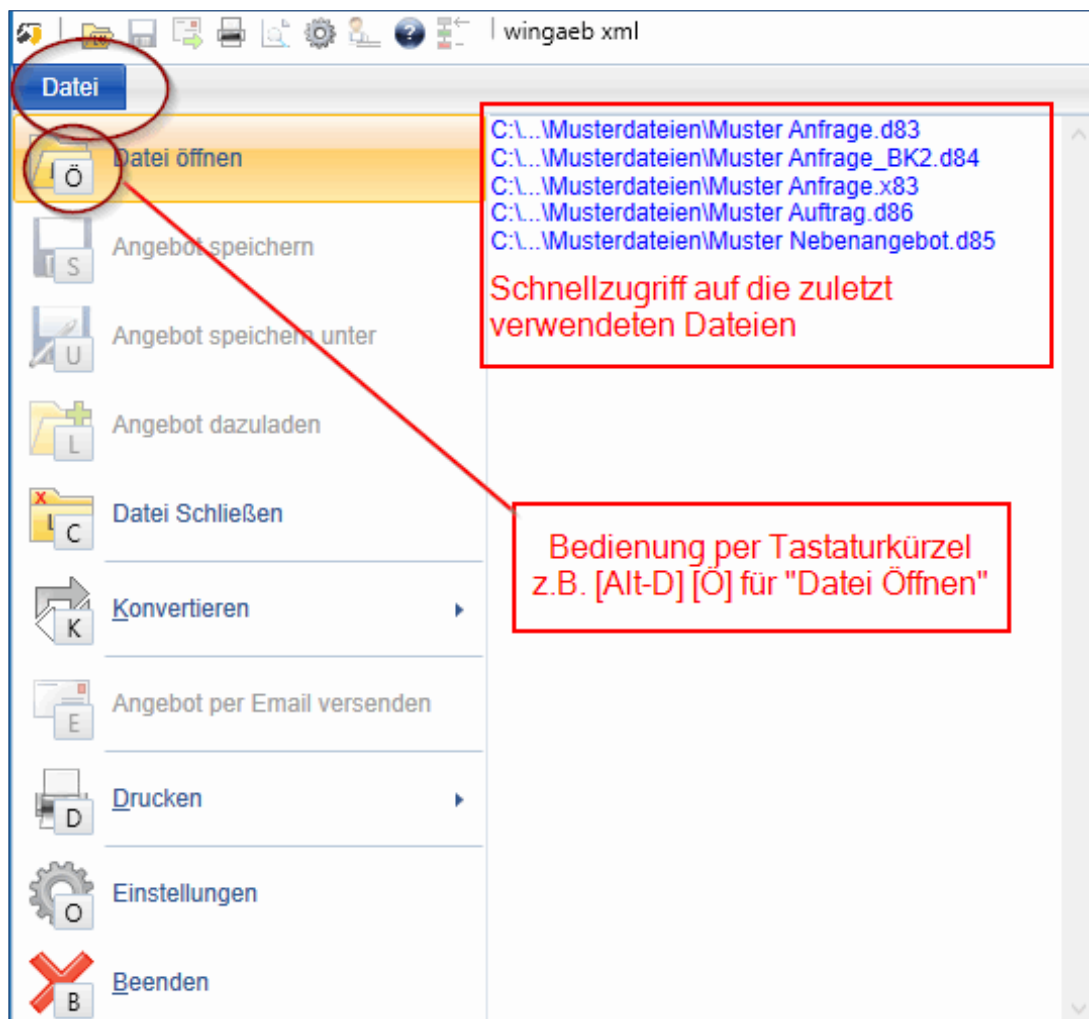 wingaeb xml
Datei
Datei öffnen
Ö
C:\...\Musterdateien\Muster Anfrage.d83
C:\...\Musterdateien\Muster Anfrage_BK2.d84
C:\...\Musterdateien\Muster Anfrage.x83
C:\...\Musterdateien\Muster Auftrag.d86
C:\...\Musterdateien\Muster Nebenangebot.d85
Schnellzugriff auf die zuletzt
verwendeten Dateien
Angebot speichern
S
Angebot speichern unter
U
Angebot dazuladen
L
Datei Schließen
C
Bedienung per Tastaturkürzel
z.B. [Alt-D] [Ö] für "Datei Öffnen"
Konvertieren
K
Angebot per Email versenden
E
Drucken
D
Einstellungen
O
Beenden
B